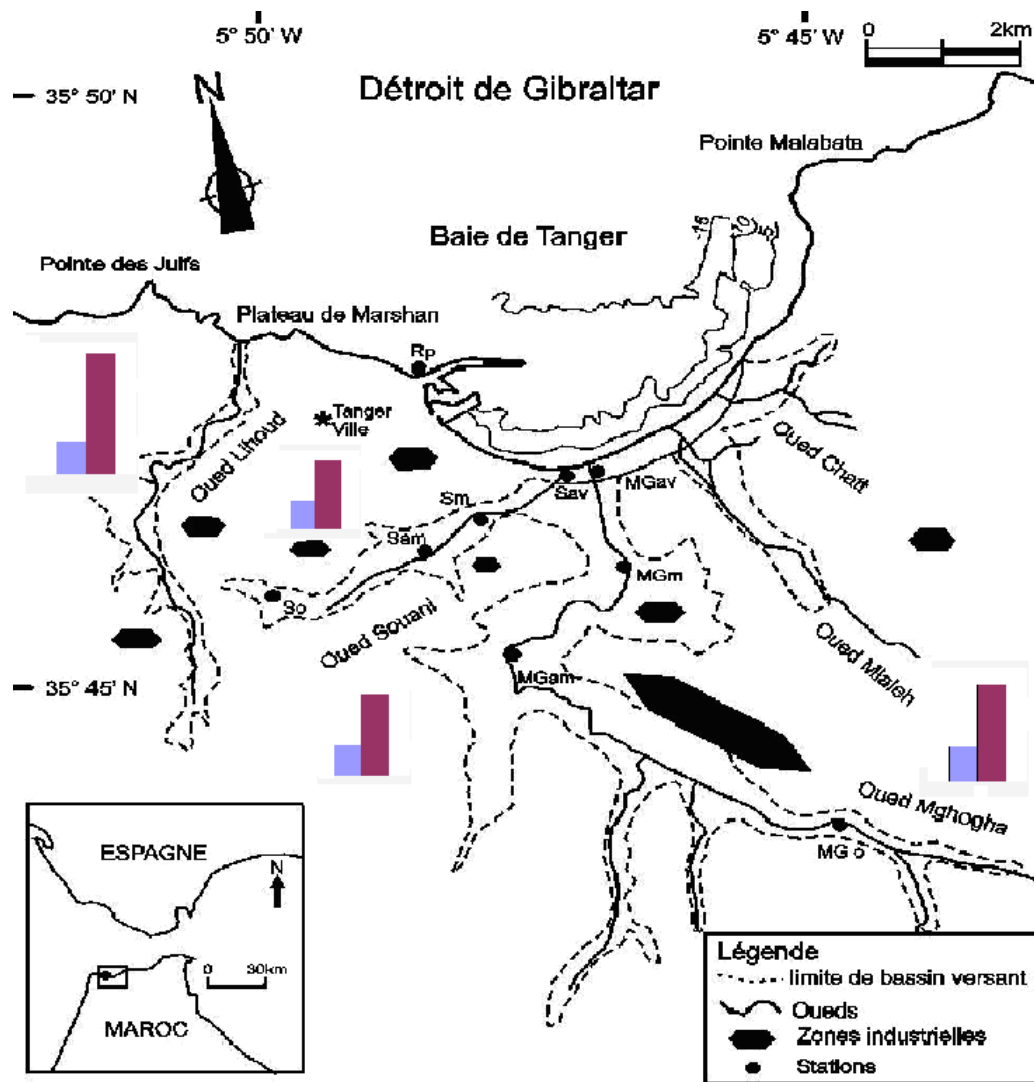 5° 50' W
5° 45' W
0 2km
35° 50' N
N
Détroit de Gibraltar
Pointe Malabata
Baie de Tanger
-15
-10
-5
Pointe des Juifs
Plateau de Marshan
Rp
Tanger
Ville
Oued Lihoud
Oued Chatt
Sav
MGav
Sm
Sam
MGm
So
Oued Souani
Oued Mlaleh
MGam
35° 45' N
Oued Mghogha
MG o
ESPAGNE
N
0 30km
MAROC
Légende
limite de bassin versant
Oueds
Zones industrielles
Stations